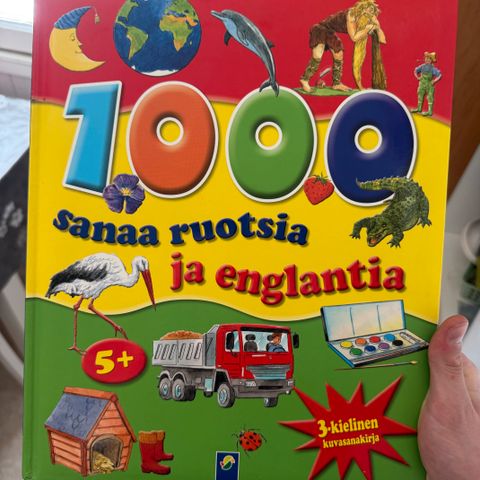 1000
sanaa ruotsia
ja englantia
5+
3-kielinen
kuvasanakirja